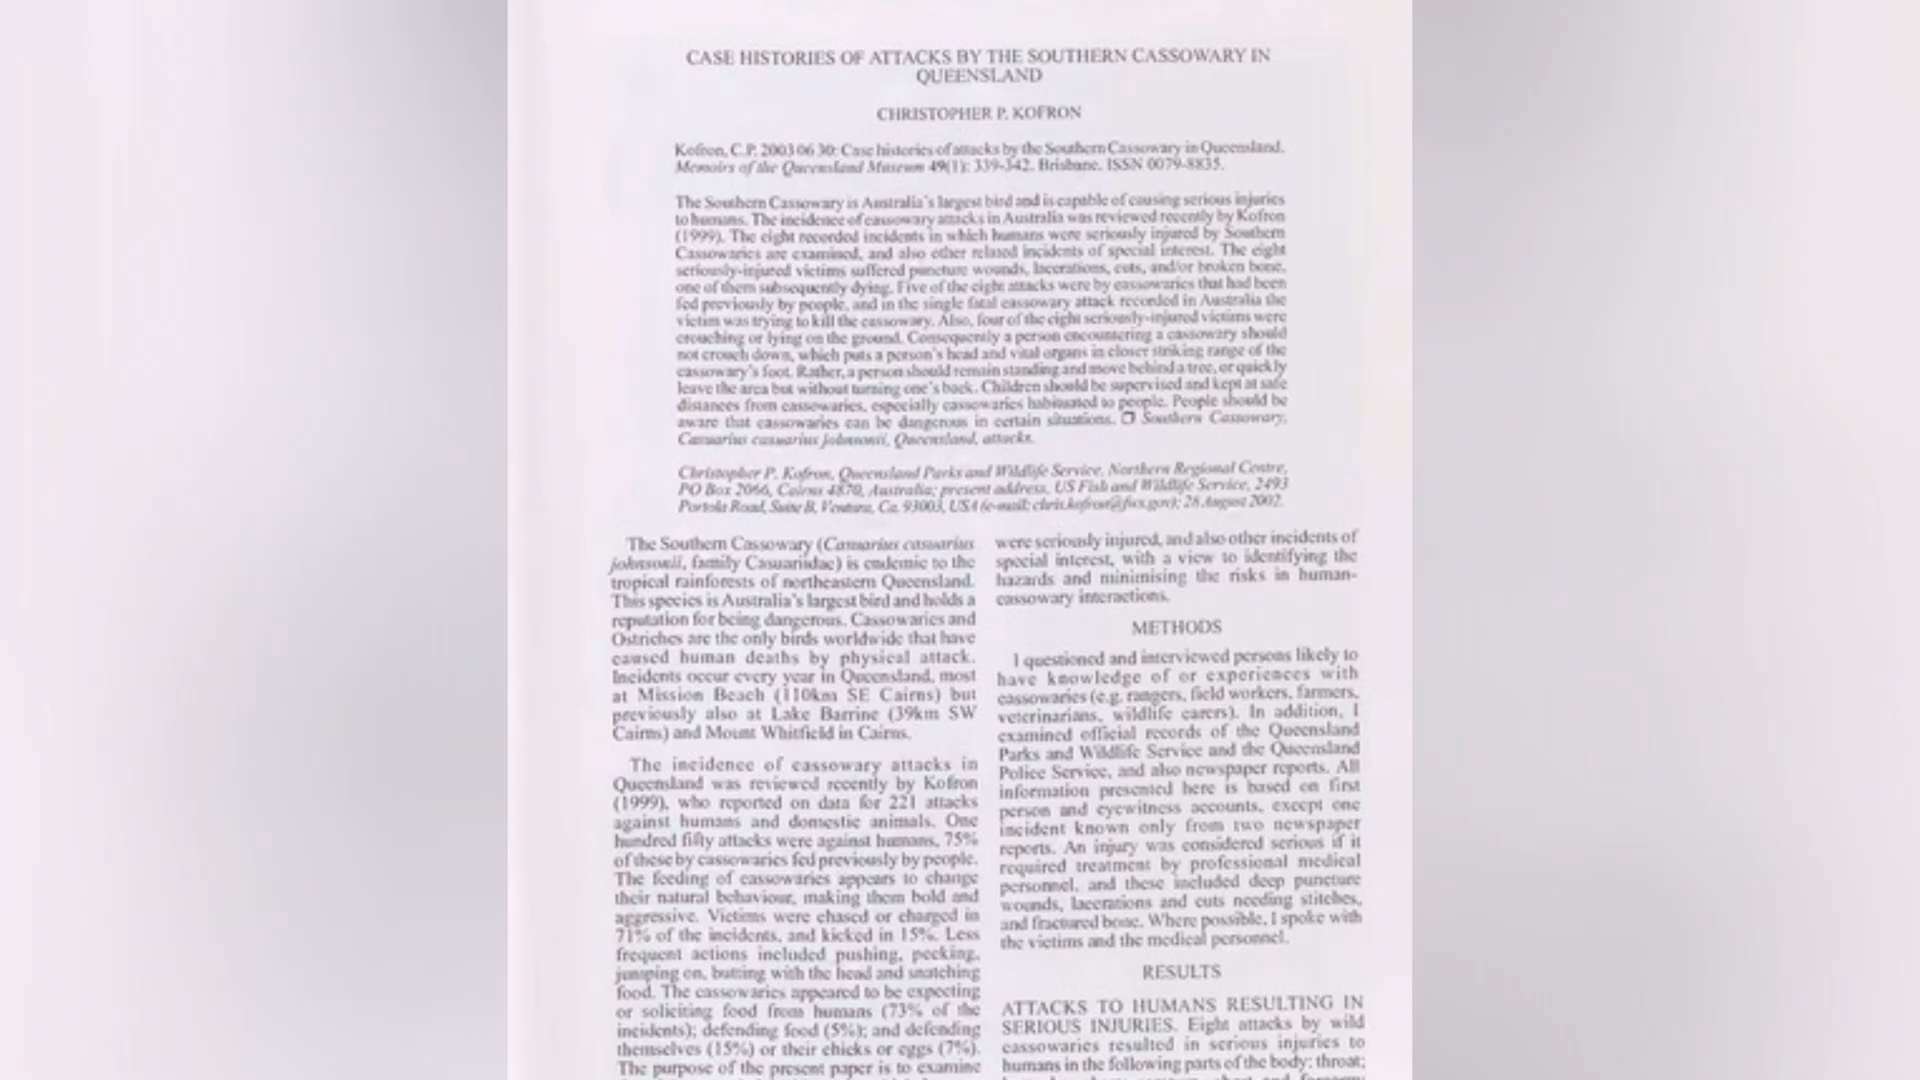 CASE HISTORIES OF ATTACKS BY THE SOUTHERN CASSOWARY IN
QUEENSLAND
CHRISTOPHER P. KOFRON
Kofron, C.P. 2003 06 30: Case histories of attacks by the Southern Cassowary in Queensland.
Memoirs of the Queensland Museum 49(1): 339-342. Brisbane. ISSN 0079-8835.
The Southern Cassowary is Australia's largest bird and is capable of causing serious injuries
to humans. The incidence of cassowary attacks in Australia was reviewed recently by Kofron
(1999). The eight recorded incidents in which humans were seriously injured by Southern
Cassowaries are examined, and also other related incidents of special interest. The eight
seriously-injured victims suffered puncture wounds, lacerations, cuts, and/or broken bone,
one of them subsequently dying. Five of the eight attacks were by cassowaries that had been
fed previously by people, and in the single fatal cassowary attack recorded in Australia the
victim was trying to kill the cassowary. Also, four of the eight seriously-injured victims were
crouching or lying on the ground. Consequently a person encountering a cassowary should
not crouch down, which puts a person's head and vital organs in closer striking range of the
cassowary's foot. Rather, a person should remain standing and move behind a tree, or quickly
leave the area but without turning one's back. Children should be supervised and kept at safe
distances from cassowaries, especially cassowaries habituated to people. People should be
aware that cassowaries can be dangerous in certain situations. ❒ Southern Cassowary,
Casuarius casuarius johnsonii, Queensland, attacks.
Christopher P. Kofron, Queensland Parks and Wildlife Service, Northern Regional Centre,
PO Box 2066, Cairns 4870, Australia; present address, US Fish and Wildlife Service, 2493
Portola Road, Suite B, Ventura, Ca. 93003, USA (e-mail: chris.kofron@fws.gov); 28 August 2002.
The Southern Cassowary (Casuarius casuarius
johnsonii, family Casuariidae) is endemic to the
tropical rainforests of northeastern Queensland.
This species is Australia's largest bird and holds a
reputation for being dangerous. Cassowaries and
Ostriches are the only birds worldwide that have
caused human deaths by physical attack.
Incidents occur every year in Queensland, most
at Mission Beach (110km SE Cairns) but
previously also at Lake Barrine (39km SW
Cairns) and Mount Whitfield in Cairns.
The incidence of cassowary attacks in
Queensland was reviewed recently by Kofron
(1999), who reported on data for 221 attacks
against humans and domestic animals. One
hundred fifty attacks were against humans, 75%
of these by cassowaries fed previously by people.
The feeding of cassowaries appears to change
their natural behaviour, making them bold and
aggressive. Victims were chased or charged in
71% of the incidents, and kicked in 15%. Less
frequent actions included pushing, pecking,
jumping on, butting with the head and snatching
food. The cassowaries appeared to be expecting
or soliciting food from humans (73% of the
incidents); defending food (5%); and defending
themselves (15%) or their chicks or eggs (7%).
The purpose of the present paper is to examine
were seriously injured, and also other incidents of
special interest, with a view to identifying the
hazards and minimising the risks in human-
cassowary interactions.
METHODS
I questioned and interviewed persons likely to
have knowledge of or experiences with
cassowaries (e.g. rangers, field workers, farmers,
veterinarians, wildlife carers). In addition, I
examined official records of the Queensland
Parks and Wildlife Service and the Queensland
Police Service, and also newspaper reports. All
information presented here is based on first
person and eyewitness accounts, except one
incident known only from two newspaper
reports. An injury was considered serious if it
required treatment by professional medical
personnel, and these included deep puncture
wounds, lacerations and cuts needing stitches,
and fractured bone. Where possible, I spoke with
the victims and the medical personnel.
RESULTS
ATTACKS TO HUMANS RESULTING IN
SERIOUS INJURIES. Eight attacks by wild
cassowaries resulted in serious injuries to
humans in the following parts of the body: throat;